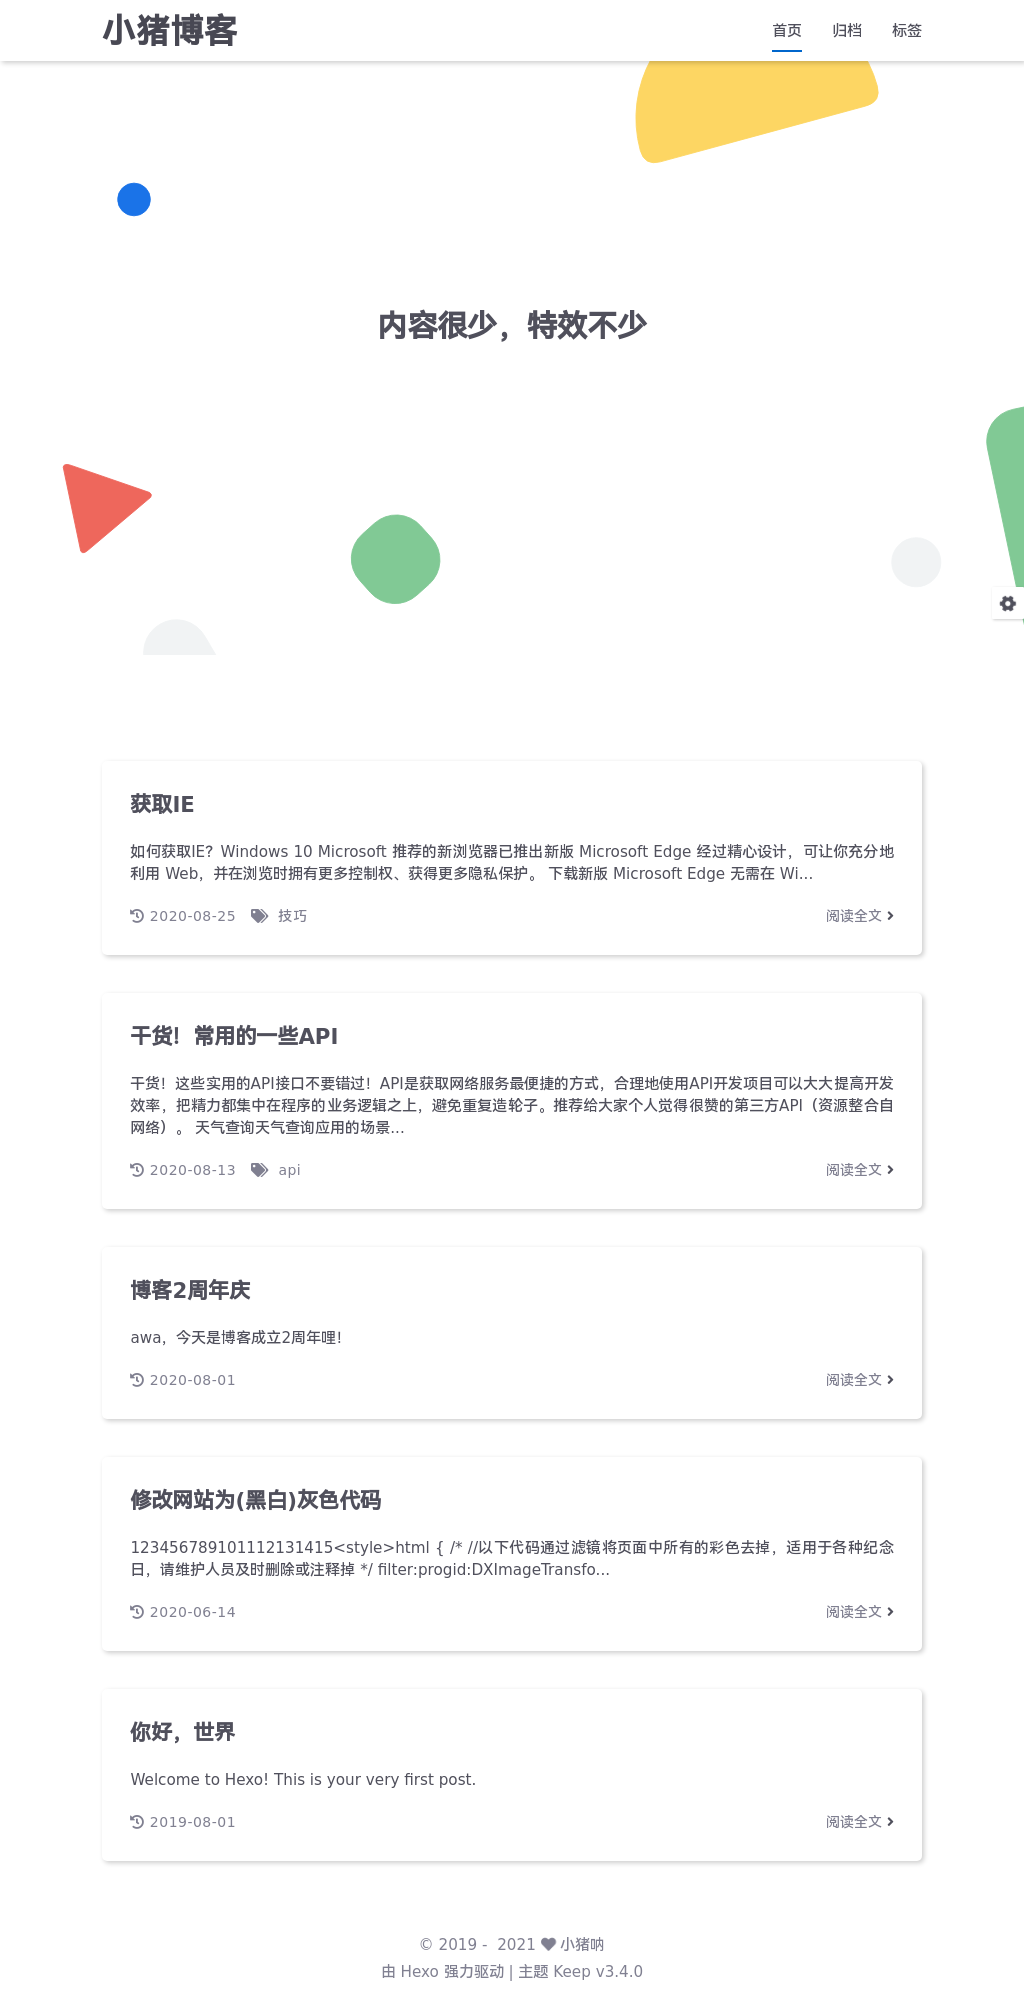 小猪博客
首页 归档 标签
内容很少，特效不少
获取IE
如何获取IE？Windows 10 Microsoft 推荐的新浏览器已推出新版 Microsoft Edge 经过精心设计，可让你充分地
利用 Web，并在浏览时拥有更多控制权、获得更多隐私保护。 下载新版 Microsoft Edge 无需在 Wi...
2020-08-25 技巧 阅读全文
干货！常用的一些API
干货！这些实用的API接口不要错过！API是获取网络服务最便捷的方式，合理地使用API开发项目可以大大提高开发
效率，把精力都集中在程序的业务逻辑之上，避免重复造轮子。推荐给大家个人觉得很赞的第三方API（资源整合自
网络）。 天气查询天气查询应用的场景...
2020-08-13 api 阅读全文
博客2周年庆
awa，今天是博客成立2周年哩！
2020-08-01 阅读全文
修改网站为(黑白)灰色代码
123456789101112131415<style>html { /* //以下代码通过滤镜将页面中所有的彩色去掉，适用于各种纪念
日，请维护人员及时删除或注释掉 */ filter:progid:DXImageTransfo...
2020-06-14 阅读全文
你好，世界
Welcome to Hexo! This is your very first post.
2019-08-01 阅读全文
© 2019 - 2021 小猪呐
由 Hexo 强力驱动 | 主题 Keep v3.4.0